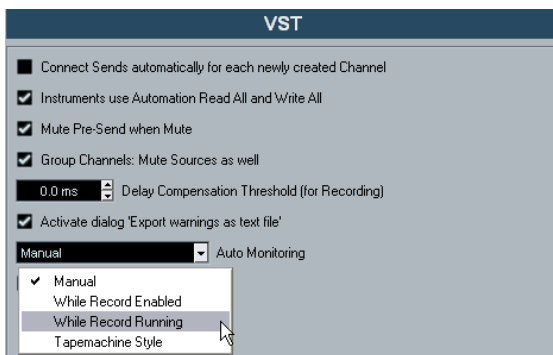 VST
Connect Sends automatically for each newly created Channel
Instruments use Automation Read All and Write All
Mute Pre-Send when Mute
Group Channels: Mute Sources as well
0.0 ms Delay Compensation Threshold (for Recording)
Activate dialog 'Export warnings as text file'
Manual Auto Monitoring
Manual
While Record Enabled
While Record Running
Tapemachine Style